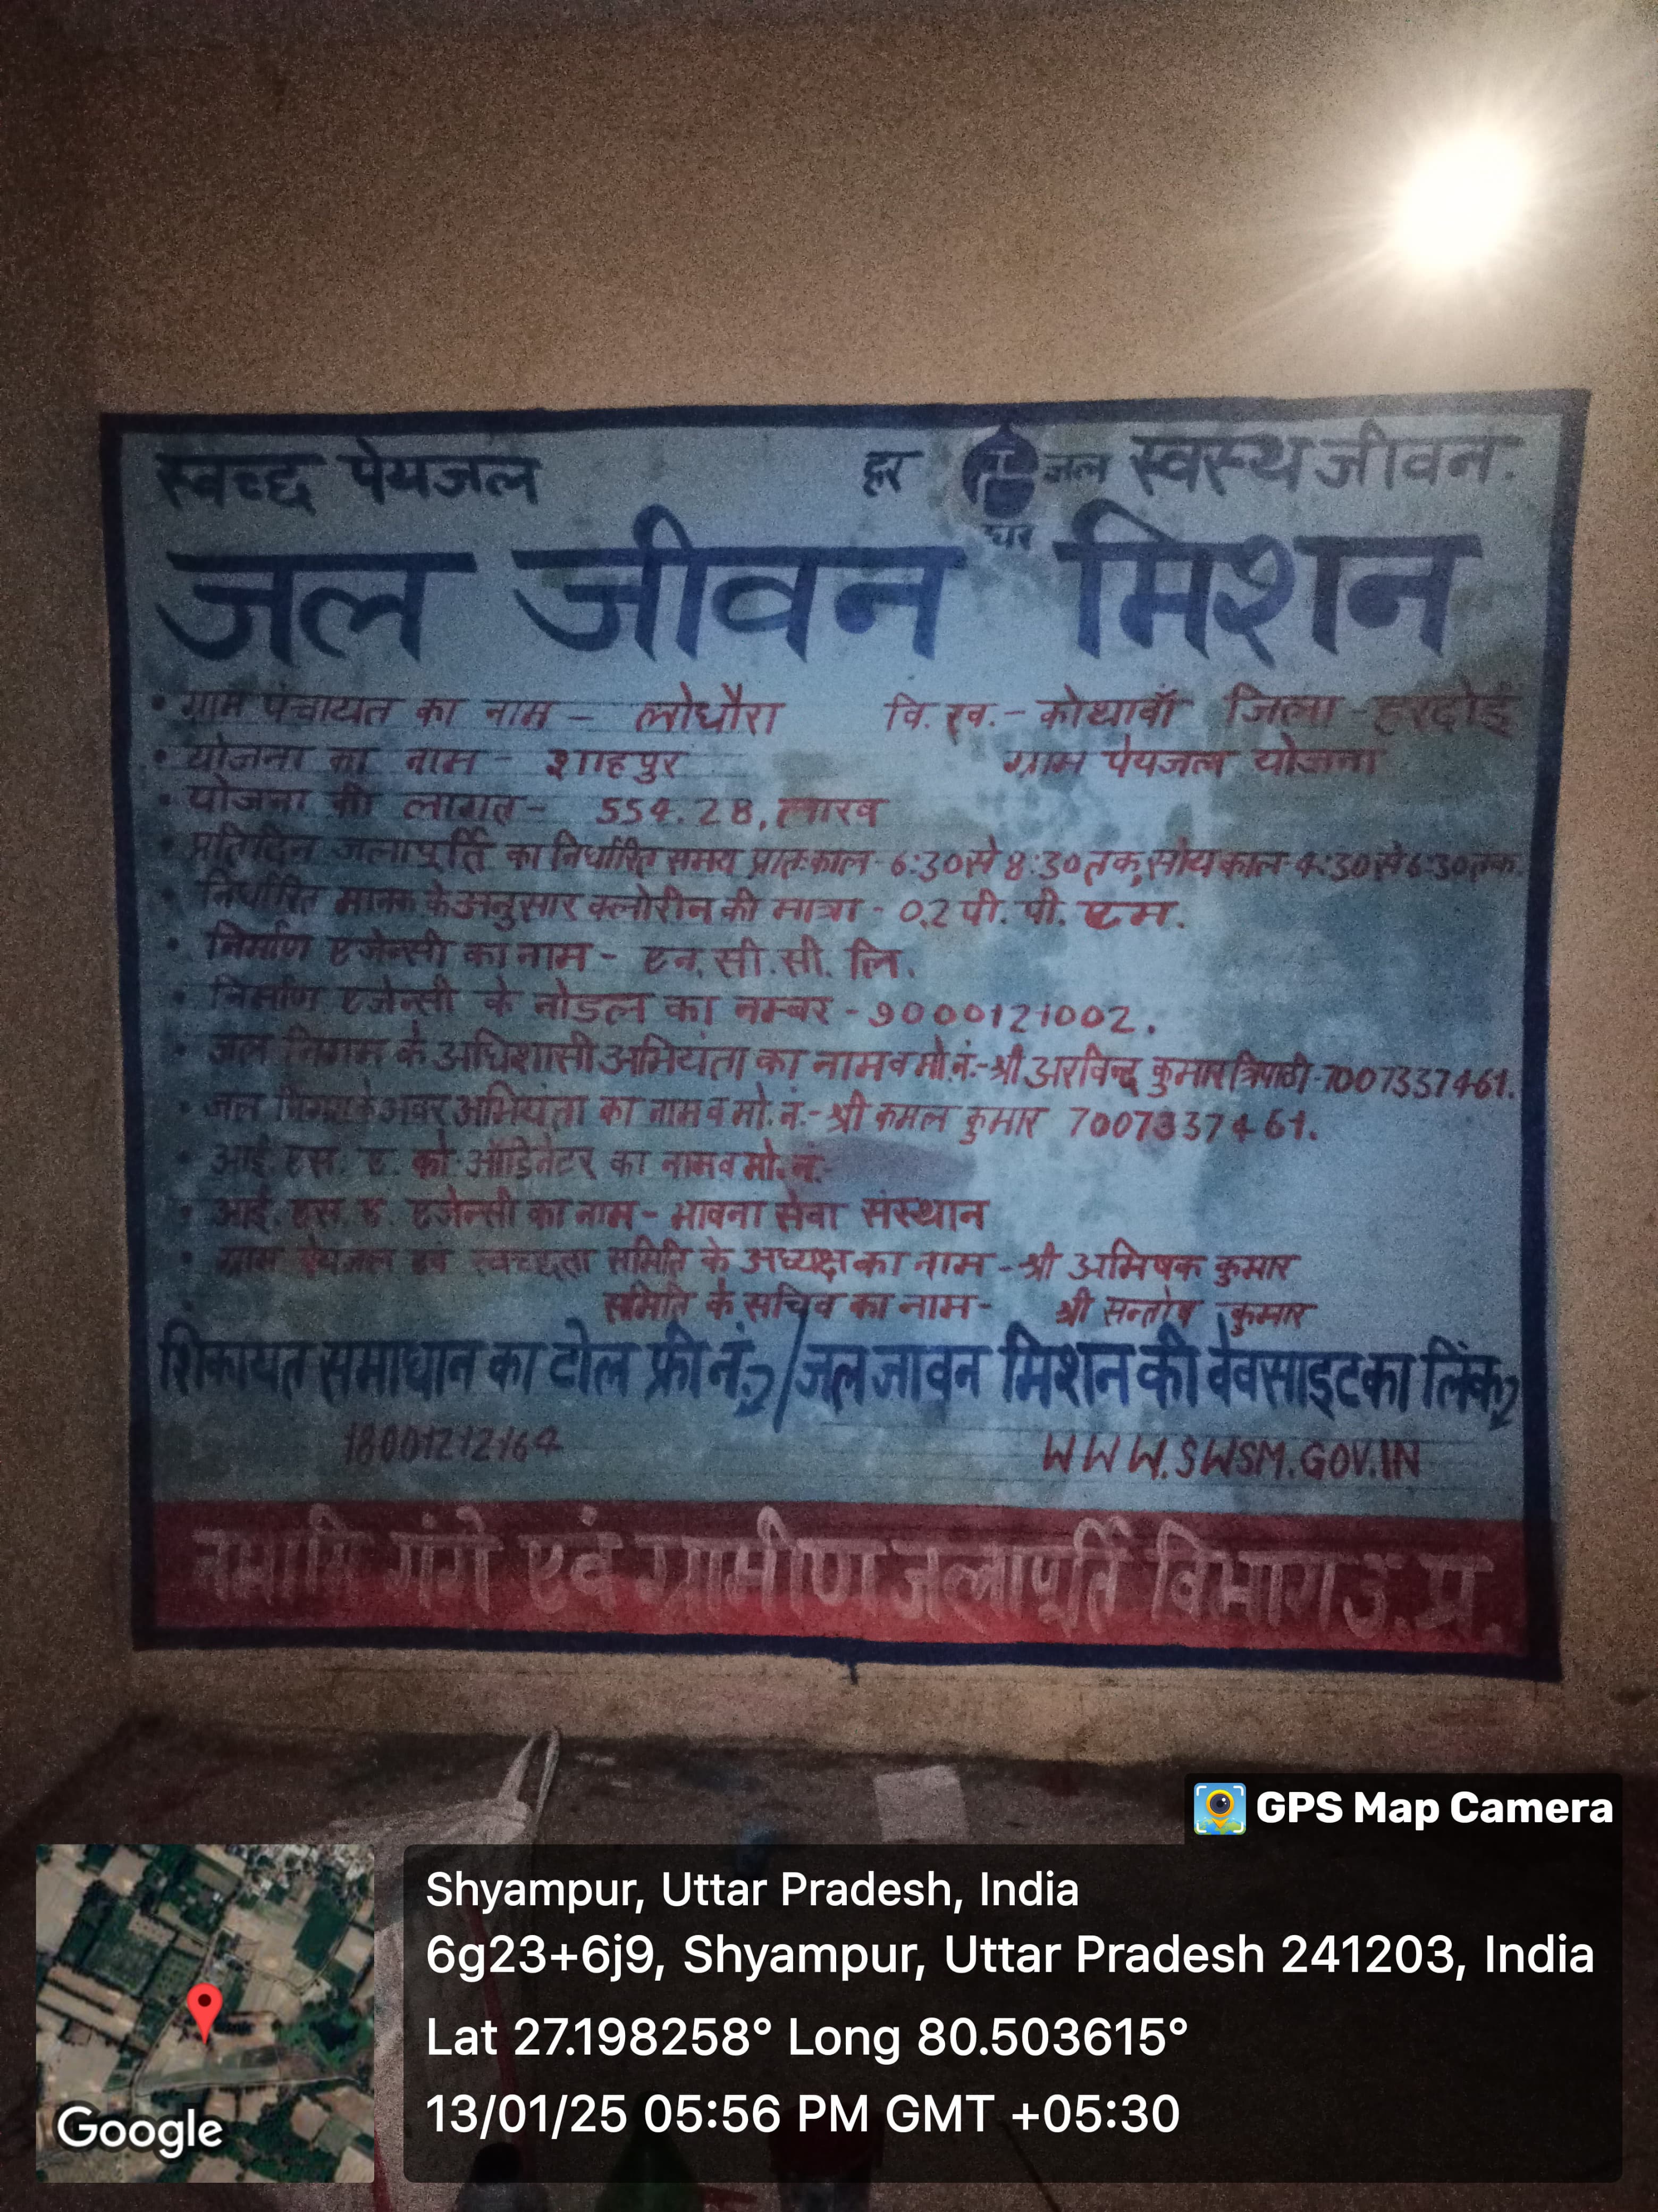 स्वच्छ पेयजल हर जल स्वस्थ जीवन.
घर
जल जीवन मिशन
• ग्राम पंचायत का नाम – लोधौरा वि. ख. – कोथावाँ जिला – हरदोई
• योजना का नाम – शाहपुर ग्राम पेयजल योजना
• योजना की लागत – 554.28, लाख
• प्रतिदिन जलापूर्ति का निर्धारित समय प्रातःकाल - 6:30 से 8:30 तक, सांयकाल - 4:30 से 6:30 तक.
• निर्धारित मानक के अनुसार क्लोरीन की मात्रा - 0.2 पी. पी. एम.
• निर्माण एजेन्सी का नाम - एन. सी. सी. लि.
• निर्माण एजेन्सी के नोडल का नम्बर - 9000121002.
• जल निगम के अधिशासी अभियंता का नाम व मो. नं:- श्री अरविन्द कुमार त्रिपाठी - 7007337461.
• जल निगम के अवर अभियंता का नाम व मो. नं:- श्री कमल कुमार 7007337461.
• आई. एस. ए. को ऑर्डिनेटर का नाम व मो. नं:-
• आई. एस. ए. एजेन्सी का नाम - भावना सेवा संस्थान
• ग्राम पेयजल एवं स्वच्छता समिति के अध्यक्ष का नाम - श्री अभिषक कुमार
समिति के सचिव का नाम - श्री सन्तोष कुमार
शिकायत समाधान का टोल फ्री नं. / जल जावन मिशन की वेवसाइट का लिंक
18001212164 WWW.SWSM.GOV.IN
नमामि गंगे एवं ग्रामीण जलापूर्ति विभाग उ. प्र.
GPS Map Camera
Shyampur, Uttar Pradesh, India
6g23+6j9, Shyampur, Uttar Pradesh 241203, India
Lat 27.198258° Long 80.503615°
13/01/25 05:56 PM GMT +05:30
Google